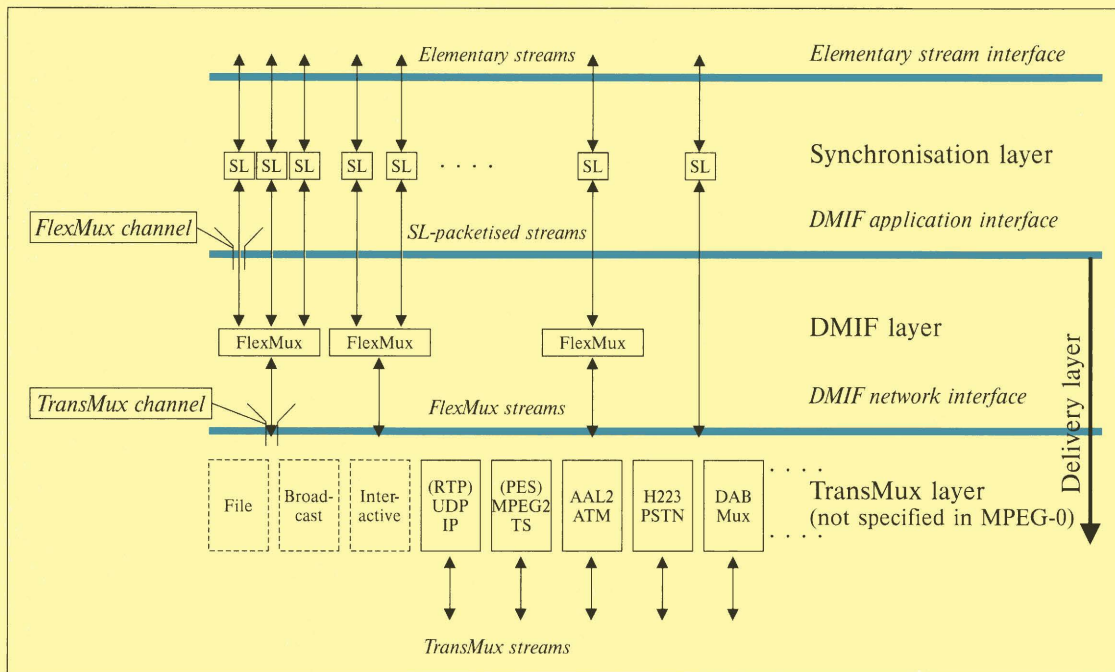 Elementary streams
Elementary stream interface
SL SL SL SL SL . . . . SL SL
Synchronisation layer
FlexMux channel
SL-packetised streams
DMIF application interface
FlexMux FlexMux FlexMux
DMIF layer
TransMux channel
FlexMux streams
DMIF network interface
Delivery layer
File
Broad-
cast
Inter-
active
(RTP)
UDP
IP
(PES)
MPEG2
TS
AAL2
ATM
H223
PSTN
DAB
Mux
. . . .
. . . .
TransMux layer
(not specified in MPEG-0)
TransMux streams